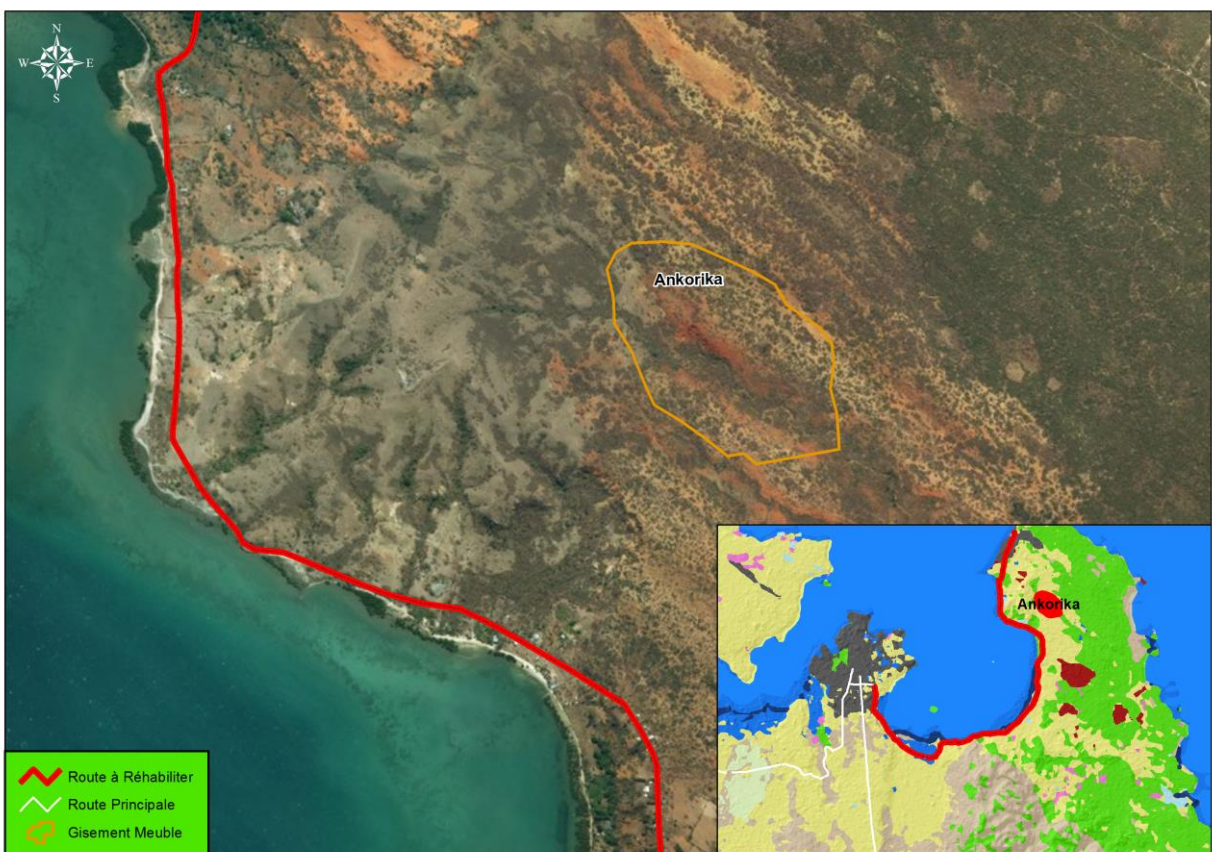 N
W E
S
Ankorika
Ankorika
Route à Réhabiliter
Route Principale
Gisement Meuble